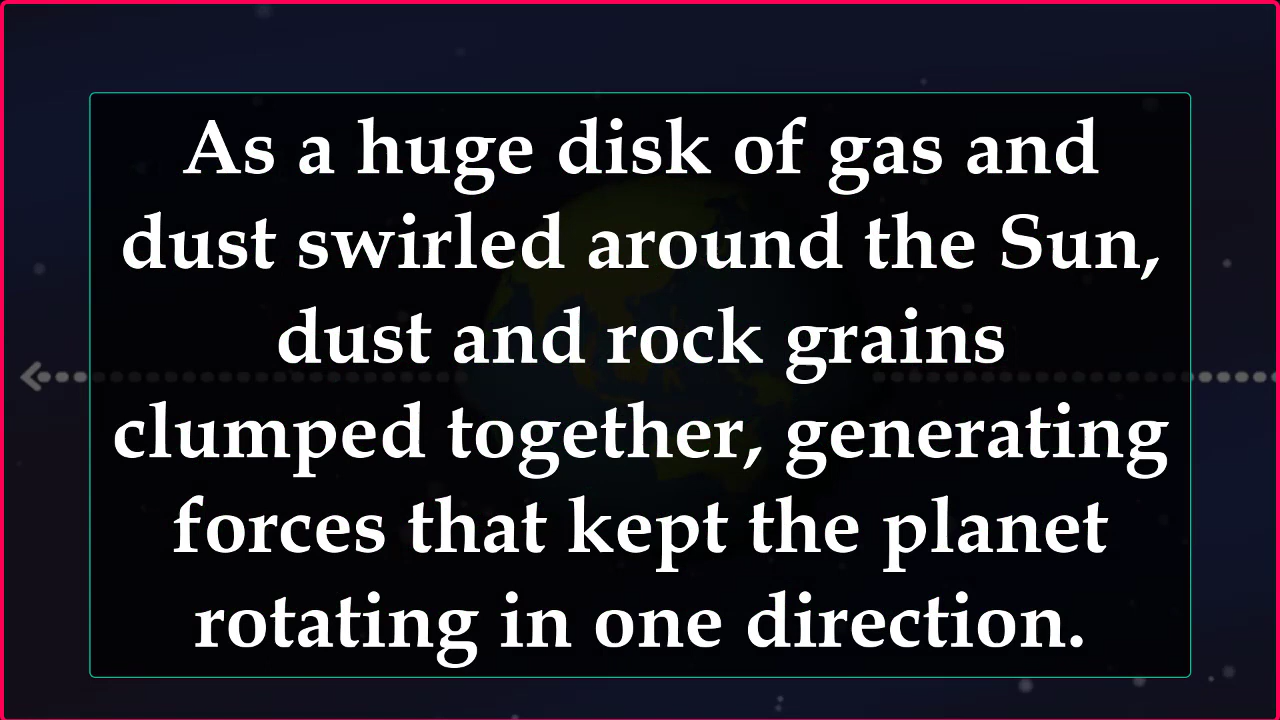 As a huge disk of gas and
dust swirled around the Sun,
dust and rock grains
clumped together, generating
forces that kept the planet
rotating in one direction.